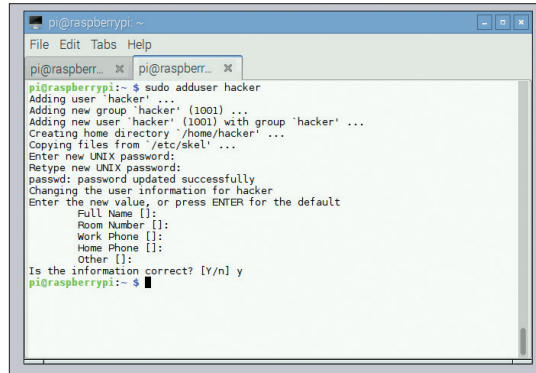 pi@raspberrypi: ~
File Edit Tabs Help
pi@raspberr... pi@raspberr...
pi@raspberrypi:~ $ sudo adduser hacker
Adding user `hacker' ...
Adding new group `hacker' (1001) ...
Adding new user `hacker' (1001) with group `hacker' ...
Creating home directory `/home/hacker' ...
Copying files from `/etc/skel' ...
Enter new UNIX password:
Retype new UNIX password:
passwd: password updated successfully
Changing the user information for hacker
Enter the new value, or press ENTER for the default
Full Name []:
Room Number []:
Work Phone []:
Home Phone []:
Other []:
Is the information correct? [Y/n] y
pi@raspberrypi:~ $